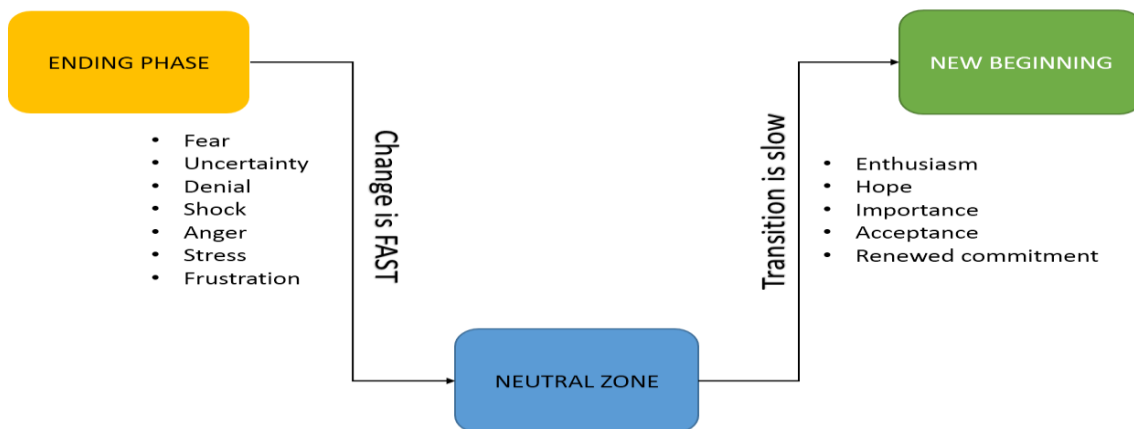 ENDING PHASE
• Fear
• Uncertainty
• Denial
• Shock
• Anger
• Stress
• Frustration
Change is FAST
NEUTRAL ZONE
Transition is slow
NEW BEGINNING
• Enthusiasm
• Hope
• Importance
• Acceptance
• Renewed commitment